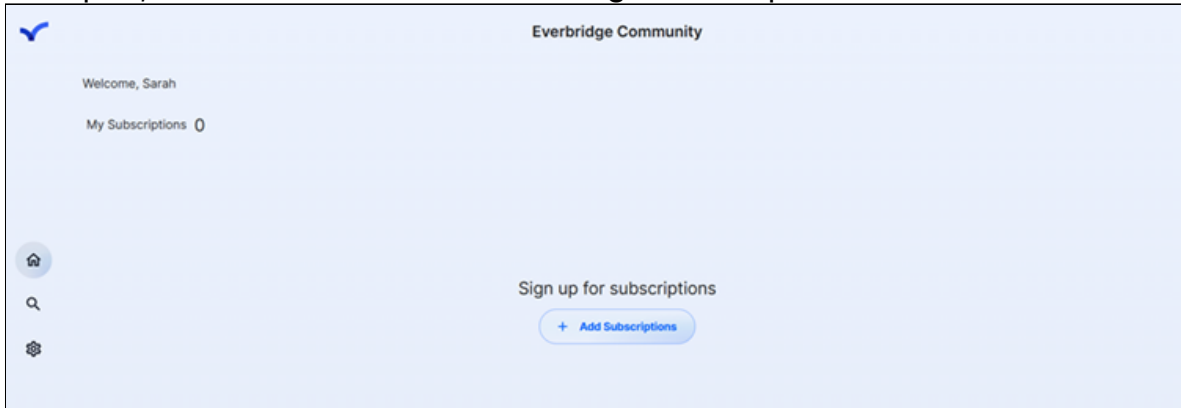 Everbridge Community
Welcome, Sarah
My Subscriptions 0
Sign up for subscriptions
+ Add Subscriptions